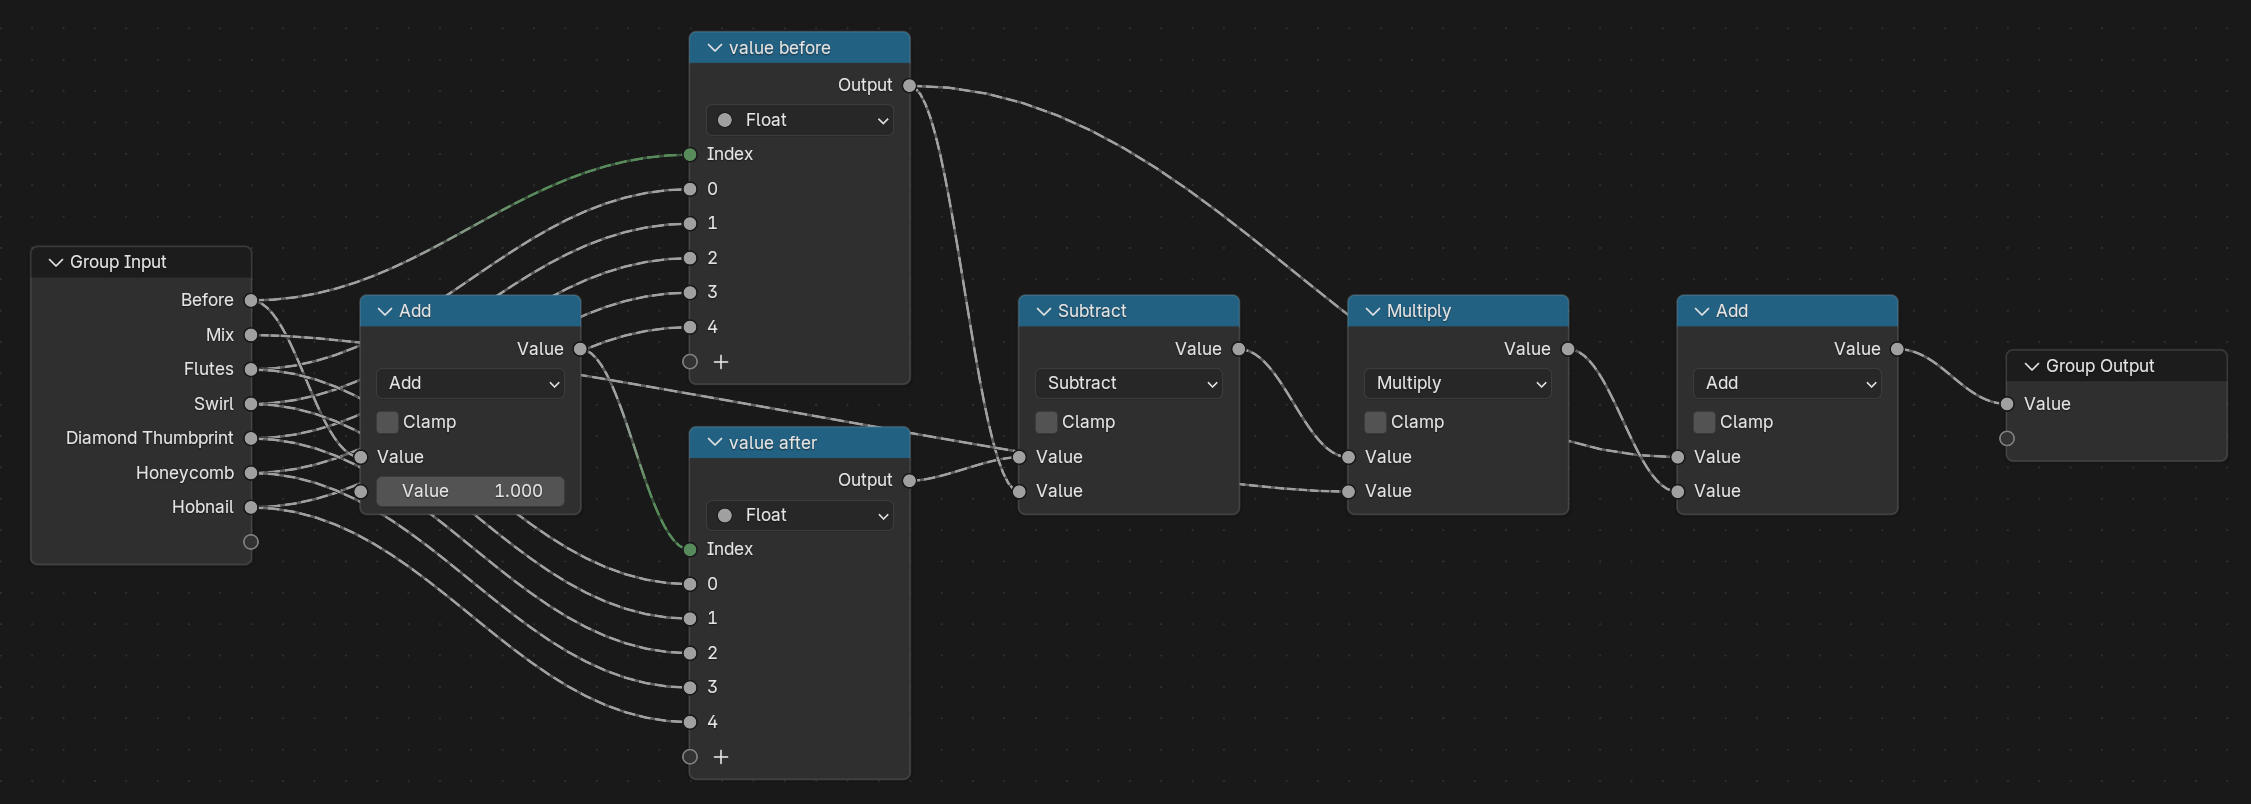 value before
Output
Float
Index
0
1
2
3
4
Group Input
Before
Mix
Flutes
Swirl
Diamond Thumbprint
Honeycomb
Hobnail
Add
Value
Add
Clamp
Value
Value 1.000
value after
Output
Float
Index
0
1
2
3
4
Subtract
Value
Subtract
Clamp
Value
Value
Multiply
Value
Multiply
Clamp
Value
Value
Add
Value
Add
Clamp
Value
Value
Group Output
Value